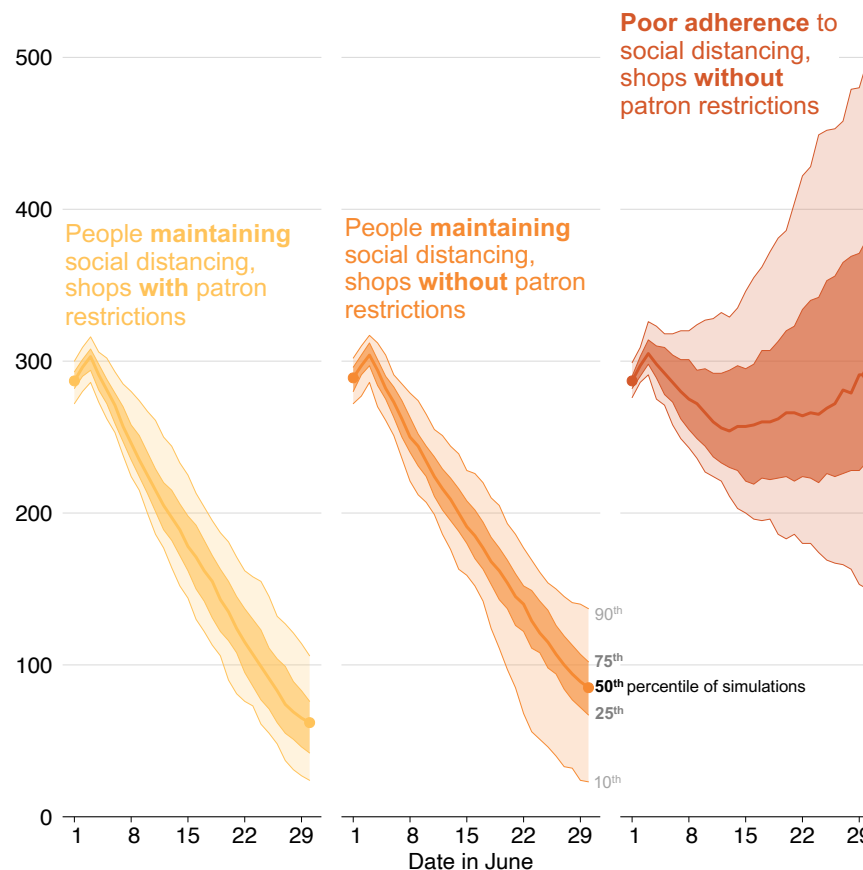 Poor adherence to
social distancing,
shops without
patron restrictions
500
400
300
200
100
0
People maintaining
social distancing,
shops with patron
restrictions
People maintaining
social distancing,
shops without patron
restrictions
90th
75th
50th percentile of simulations
25th
10th
1 8 15 22 29
1 8 15 22 29
1 8 15 22 29
Date in June